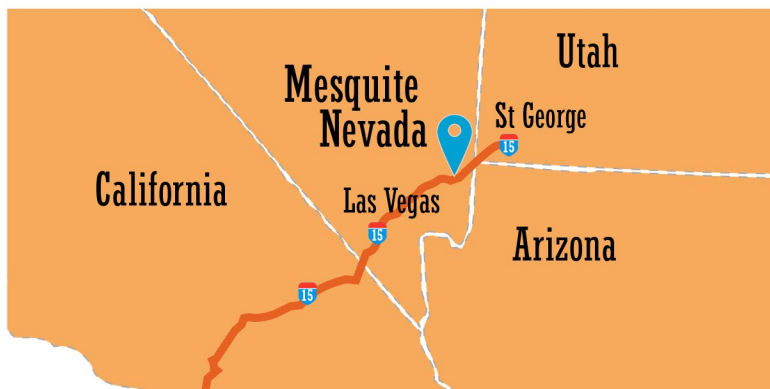 Utah
Mesquite
Nevada
St George
15
California
Las Vegas
15
Arizona
15